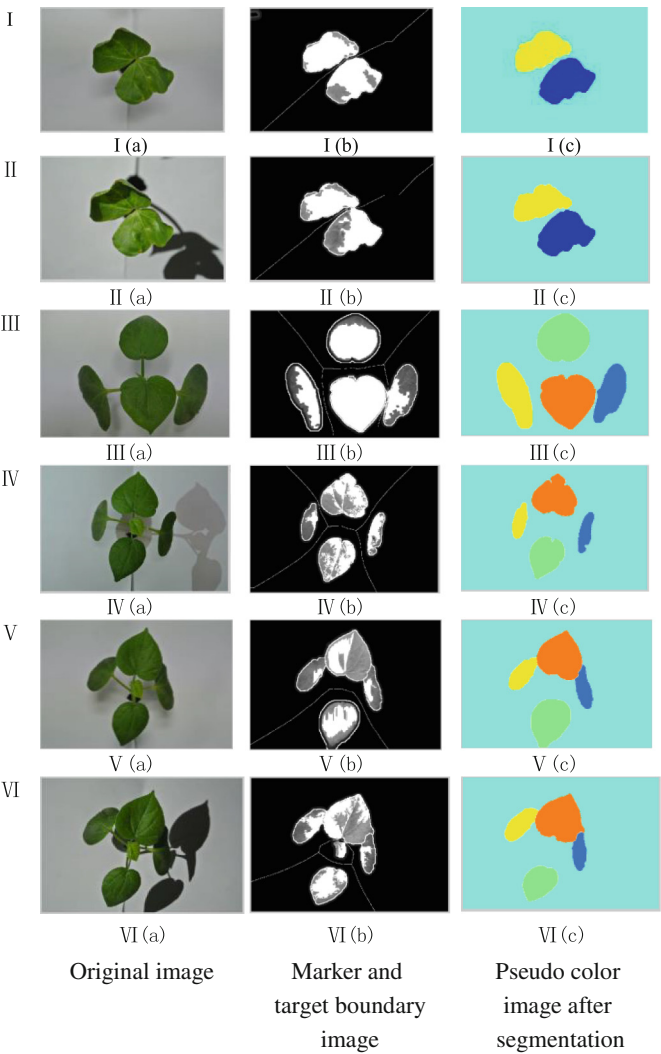 I
I (a) I (b) I (c)
II
II (a) II (b) II (c)
III
III (a) III (b) III (c)
IV
IV (a) IV (b) IV (c)
V
V (a) V (b) V (c)
VI
VI (a) VI (b) VI (c)
Original image Marker and Pseudo color
target boundary image after
image segmentation